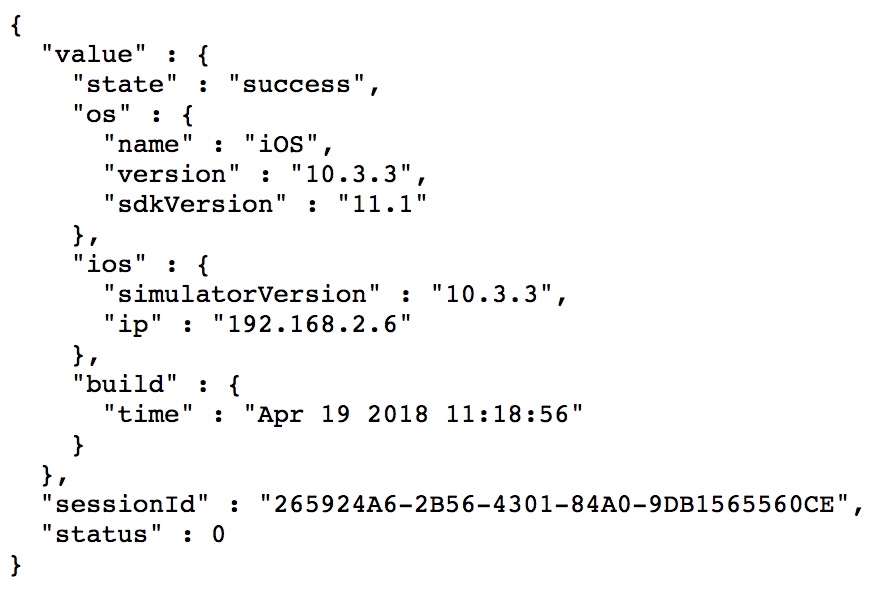 {
  "value" : {
    "state" : "success",
    "os" : {
      "name" : "iOS",
      "version" : "10.3.3",
      "sdkVersion" : "11.1"
    },
    "ios" : {
      "simulatorVersion" : "10.3.3",
      "ip" : "192.168.2.6"
    },
    "build" : {
      "time" : "Apr 19 2018 11:18:56"
    }
  },
  "sessionId" : "265924A6-2B56-4301-84A0-9DB1565560CE",
  "status" : 0
}